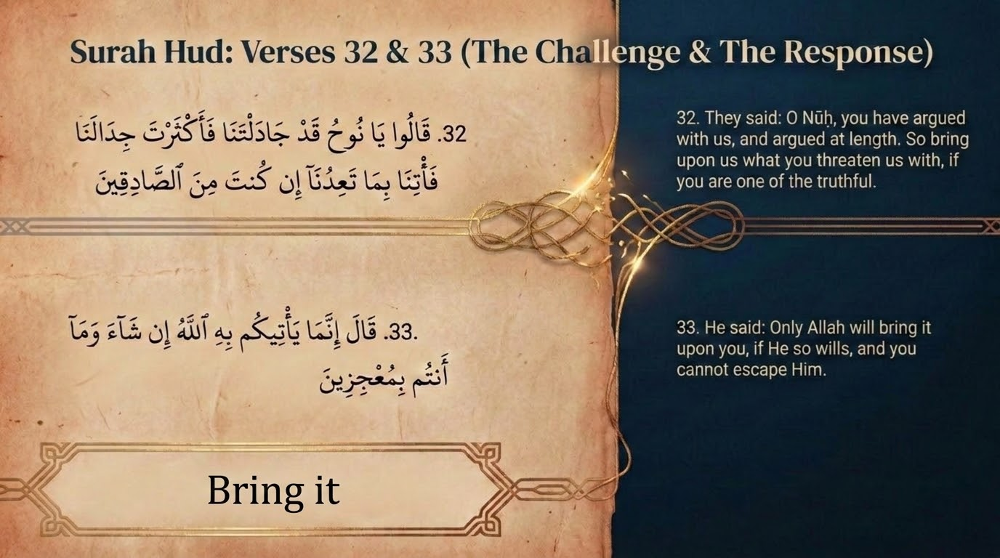 Surah Hud: Verses 32 & 33 (The Challenge & The Response)
32. قَالُوا يَا نُوحُ قَدْ جَادَلْتَنَا فَأَكْثَرْتَ جِدَالَنَا
فَأْتِنَا بِمَا تَعِدُنَآ إِن كُنتَ مِنَ ٱلصَّادِقِينَ
32. They said: O Nūḥ, you have argued
with us, and argued at length. So bring
upon us what you threaten us with, if
you are one of the truthful.
.33. قَالَ إِنَّمَا يَأْتِيكُم بِهِ ٱللَّهُ إِن شَآءَ وَمَآ
أَنتُم بِمُعْجِزِينَ
33. He said: Only Allah will bring it
upon you, if He so wills, and you
cannot escape Him.
Bring it